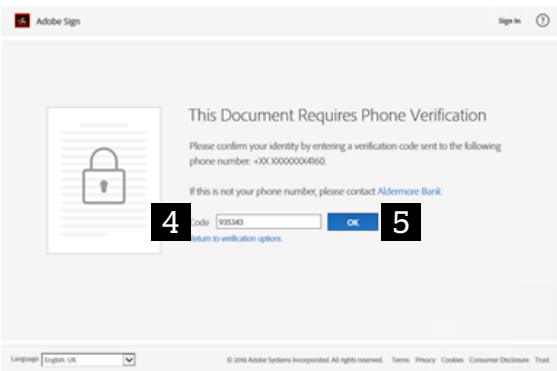 Adobe Sign
Sign In ?
This Document Requires Phone Verification
Please confirm your identity by entering a verification code sent to the following
phone number: +XX XXXXXXX4160.
If this is not your phone number, please contact Aldermore Bank
4 Code 935343 OK 5
Return to verification options
Language English: UK © 2016 Adobe Systems Incorporated. All rights reserved. Terms Privacy Cookies Consumer Disclosure Trust